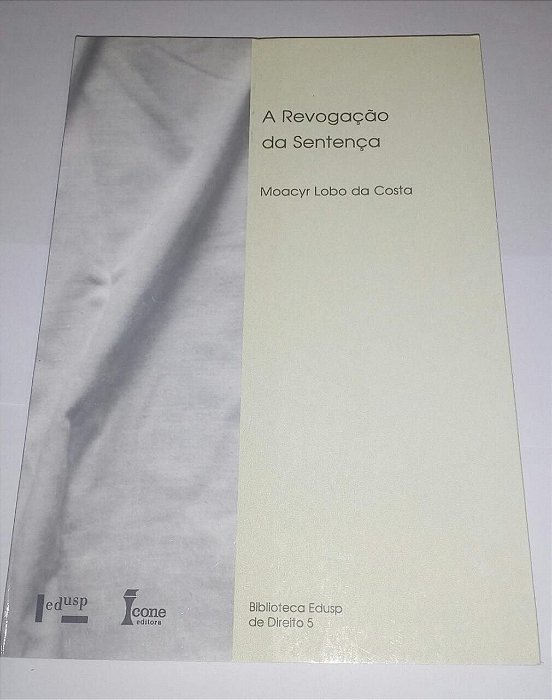 A Revogação
da Sentença
Moacyr Lobo da Costa
edusp
Ícone
editora
Biblioteca Edusp
de Direito 5